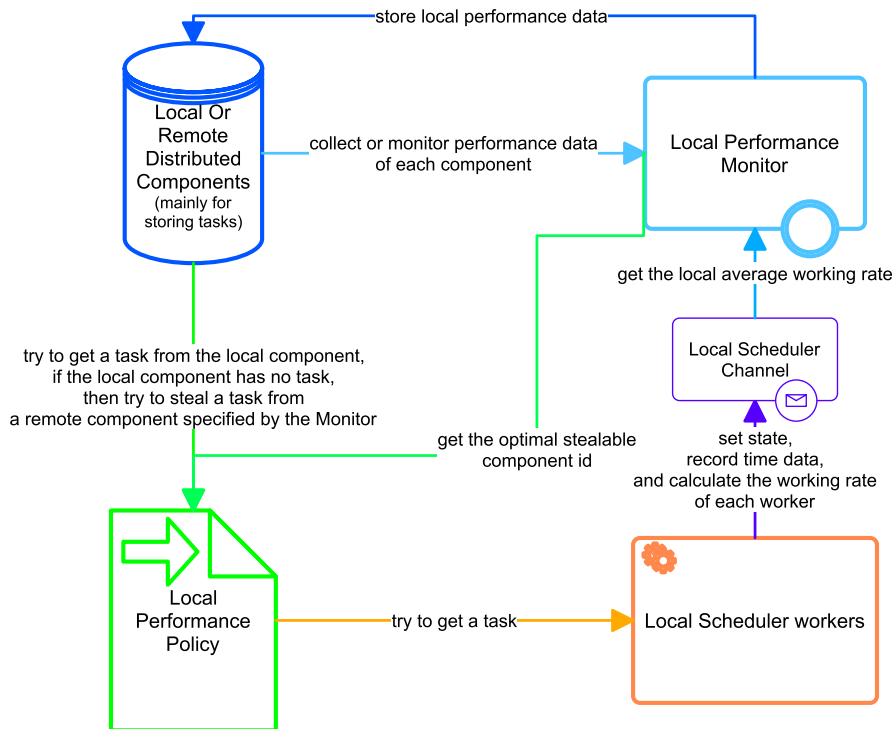 store local performance data
Local Or
Remote
Distributed
Components
(mainly for
storing tasks)
collect or monitor performance data
of each component
Local Performance
Monitor
get the local average working rate
Local Scheduler
Channel
try to get a task from the local component,
if the local component has no task,
then try to steal a task from
a remote component specified by the Monitor
get the optimal stealable
component id
set state,
record time data,
and calculate the working rate
of each worker
Local
Performance
Policy
try to get a task
Local Scheduler workers